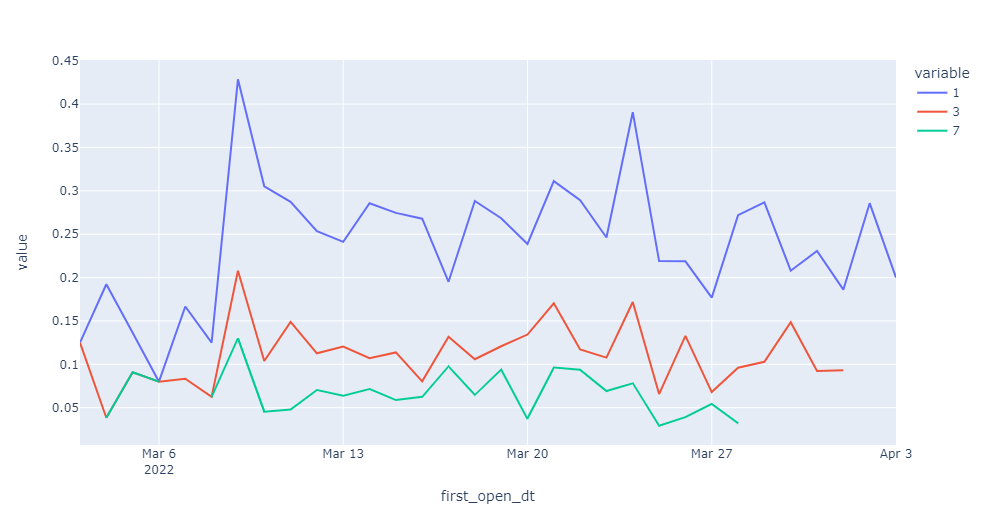 0.45
0.4
0.35
0.3
0.25
0.2
0.15
0.1
0.05
value
Mar 6
2022
Mar 13
Mar 20
Mar 27
Apr 3
first_open_dt
variable
1
3
7